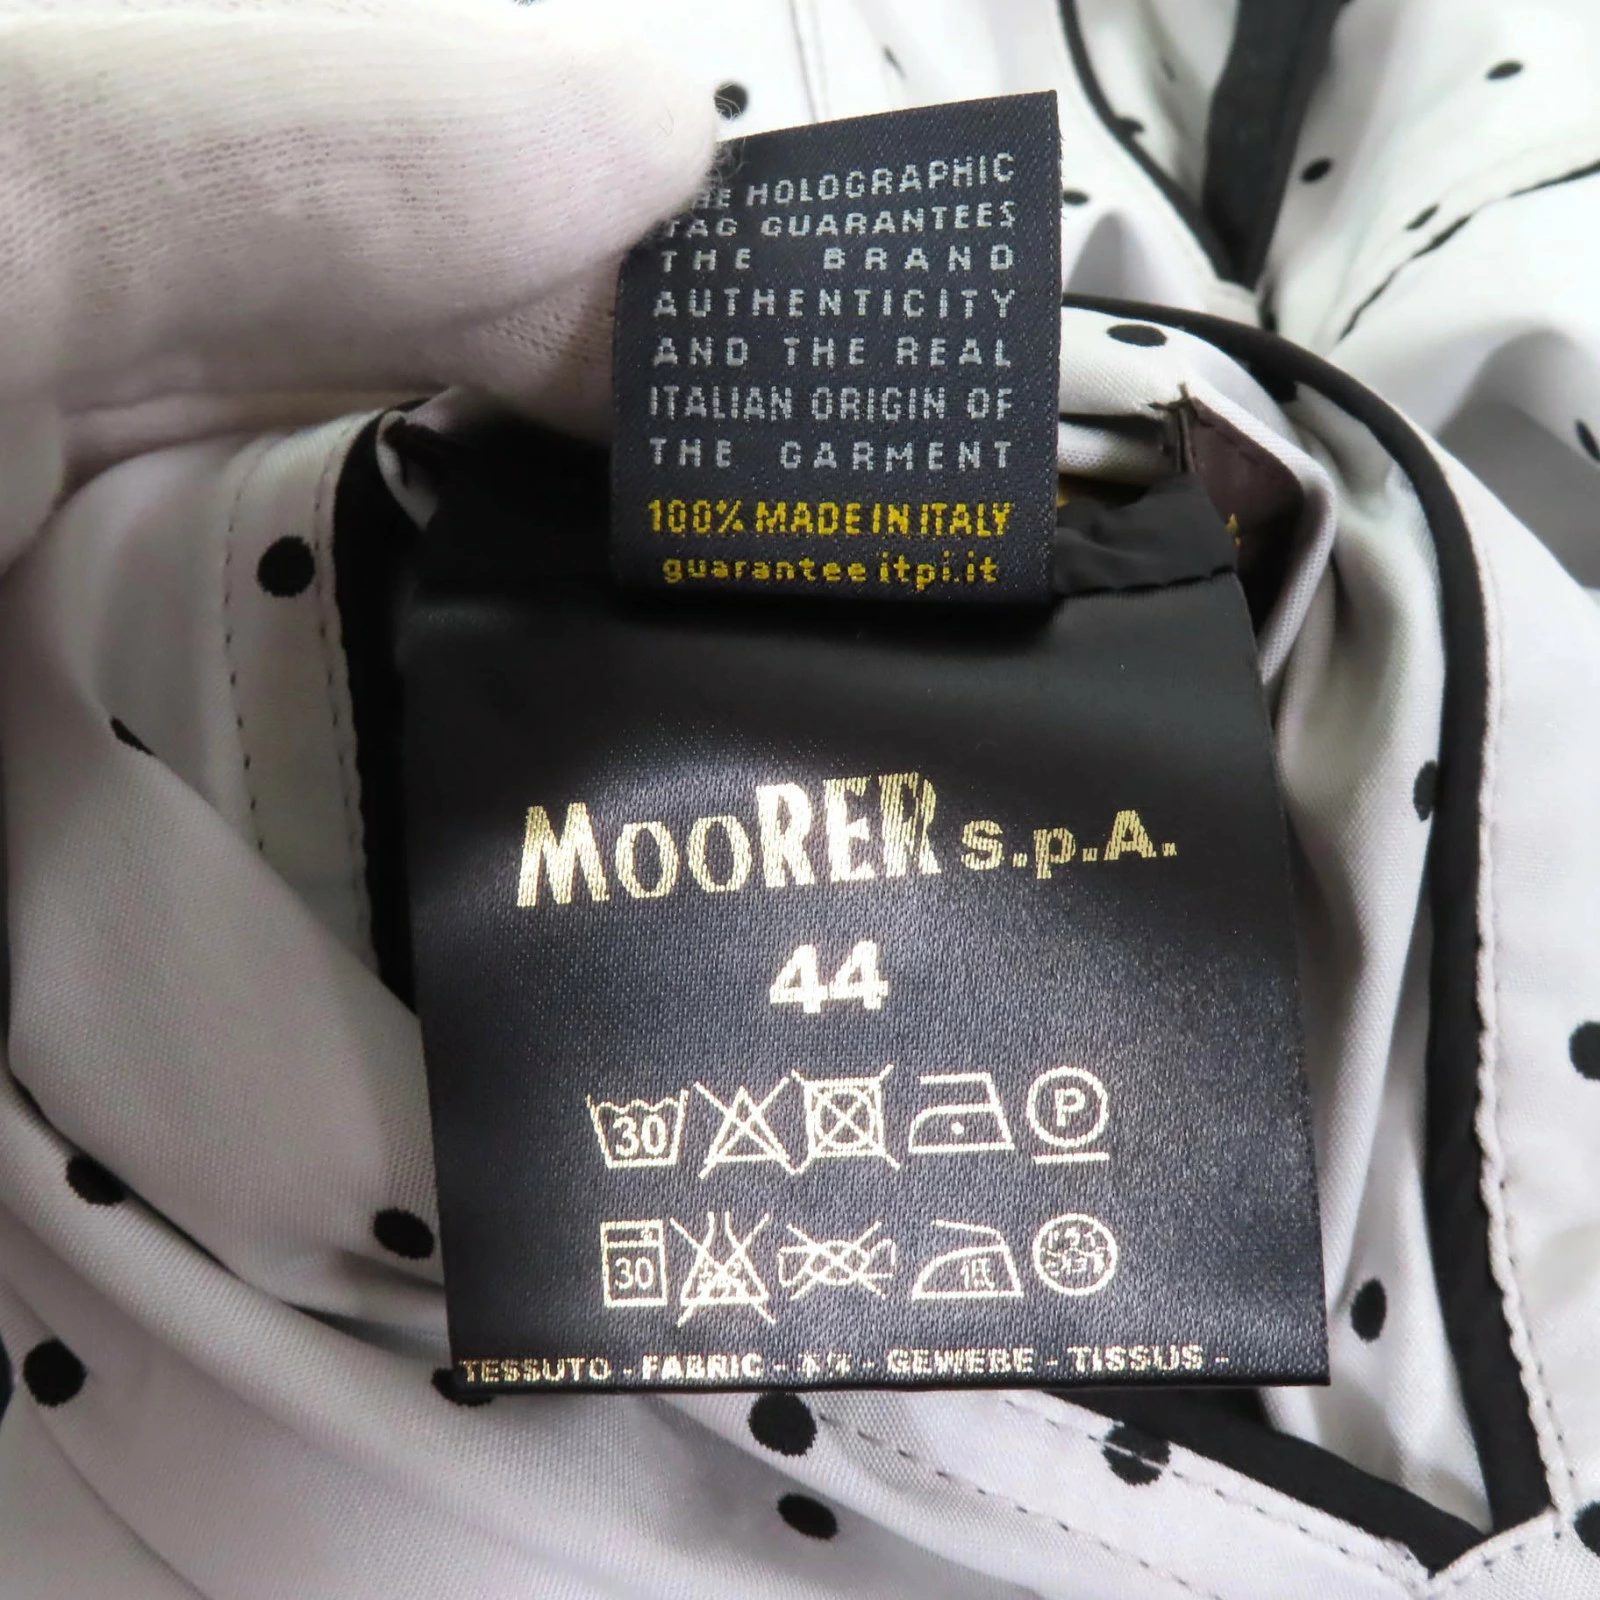 HOLOGRAPHIC
TAG GUARANTEES
THE BRAND
AUTHENTICITY
AND THE REAL
ITALIAN ORIGIN OF
THE GARMENT
100% MADE IN ITALY
guarantee itpi.it
MOORER s.p.A.
44
30 P
30 低
TESSUTO - FABRIC - - GEWEBE - TISSUS -